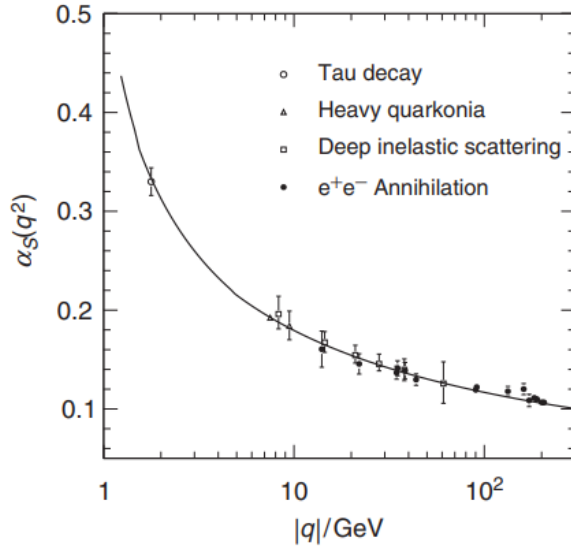 0.5
0.4
0.3
0.2
0.1
α_S(q²)
Tau decay
Heavy quarkonia
Deep inelastic scattering
e⁺e⁻ Annihilation
1
10
10²
|q|/GeV